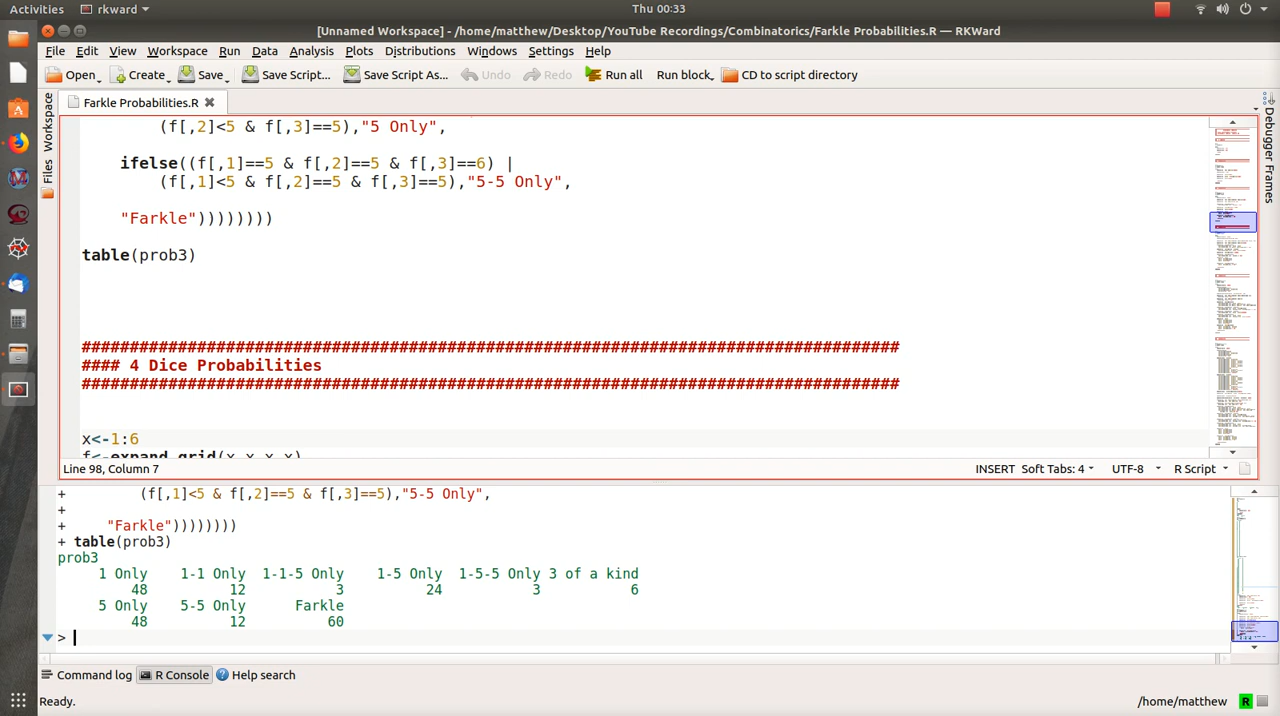 Activities rkward Thu 00:33
[Unnamed Workspace] - /home/matthew/Desktop/YouTube Recordings/Combinatorics/Farkle Probabilities.R — RKWard
File Edit View Workspace Run Data Analysis Plots Distributions Windows Settings Help
Open Create Save Save Script... Save Script As... Undo Redo Run all Run block CD to script directory
Farkle Probabilities.R
Workspace
Files
Debugger Frames
(f[,2]<5 & f[,3]==5),"5 Only",
ifelse((f[,1]==5 & f[,2]==5 & f[,3]==6) |
(f[,1]<5 & f[,2]==5 & f[,3]==5),"5-5 Only",
"Farkle"))))))))
table(prob3)
###################################################################################
#### 4 Dice Probabilities
###################################################################################
x<-1:6
f<-expand.grid(x,x,x,x)
Line 98, Column 7 INSERT Soft Tabs: 4 UTF-8 R Script
+ (f[,1]<5 & f[,2]==5 & f[,3]==5),"5-5 Only",
+
+ "Farkle"))))))))
+ table(prob3)
prob3
1 Only 1-1 Only 1-1-5 Only 1-5 Only 1-5-5 Only 3 of a kind
48 12 3 24 3 6
5 Only 5-5 Only Farkle
48 12 60
>
Command log R Console Help search
Ready. /home/matthew R